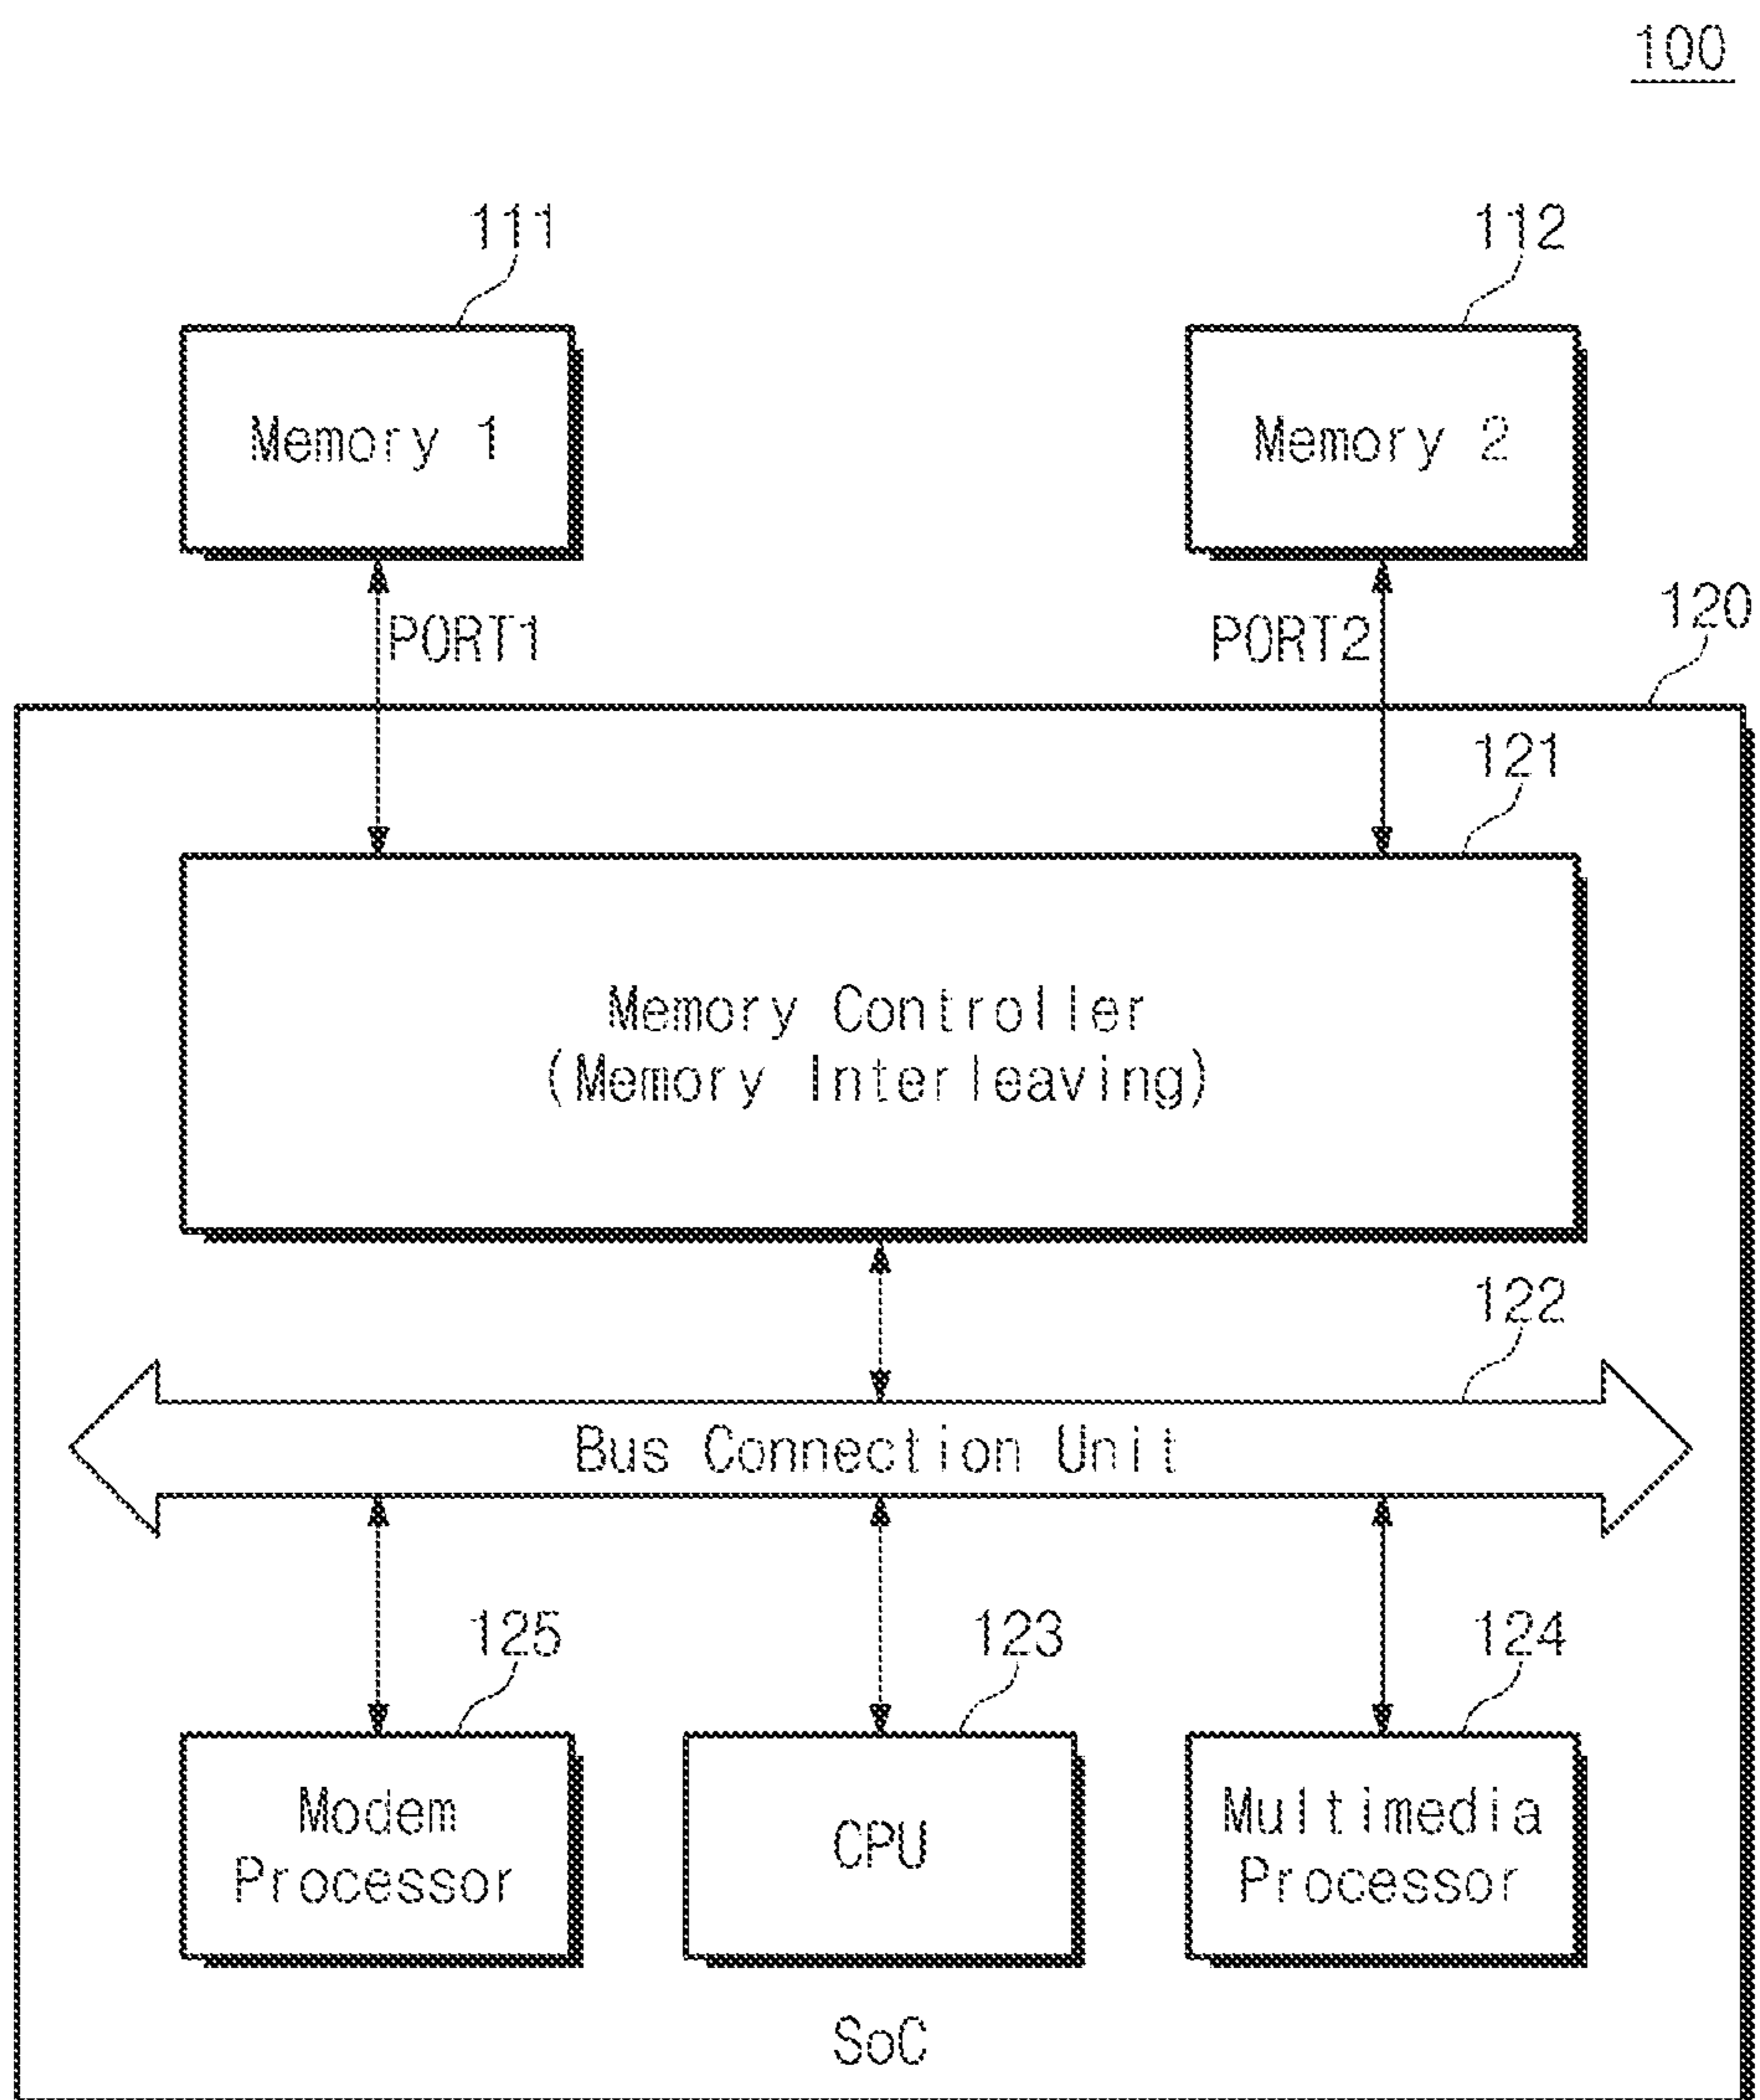 100
111
112
Memory 1
Memory 2
PORT1
PORT2
120
121
Memory Controller
(Memory Interleaving)
122
Bus Connection Unit
125
123
124
Modem
Processor
CPU
Multimedia
Processor
SoC